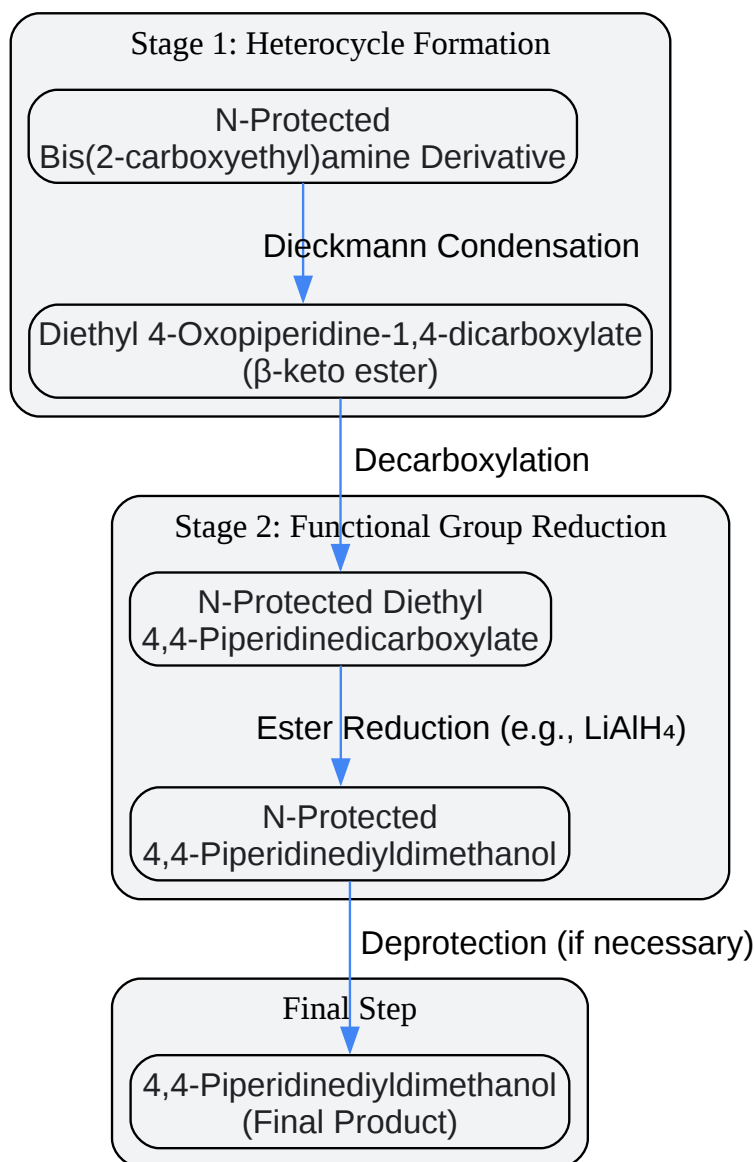 Stage 1: Heterocycle Formation
N-Protected
Bis(2-carboxyethyl)amine Derivative
Dieckmann Condensation
Diethyl 4-Oxopiperidine-1,4-dicarboxylate
(β-keto ester)
Decarboxylation
Stage 2: Functional Group Reduction
N-Protected Diethyl
4,4-Piperidinedicarboxylate
Ester Reduction (e.g., LiAlH₄)
N-Protected
4,4-Piperidinediyldimethanol
Deprotection (if necessary)
Final Step
4,4-Piperidinediyldimethanol
(Final Product)